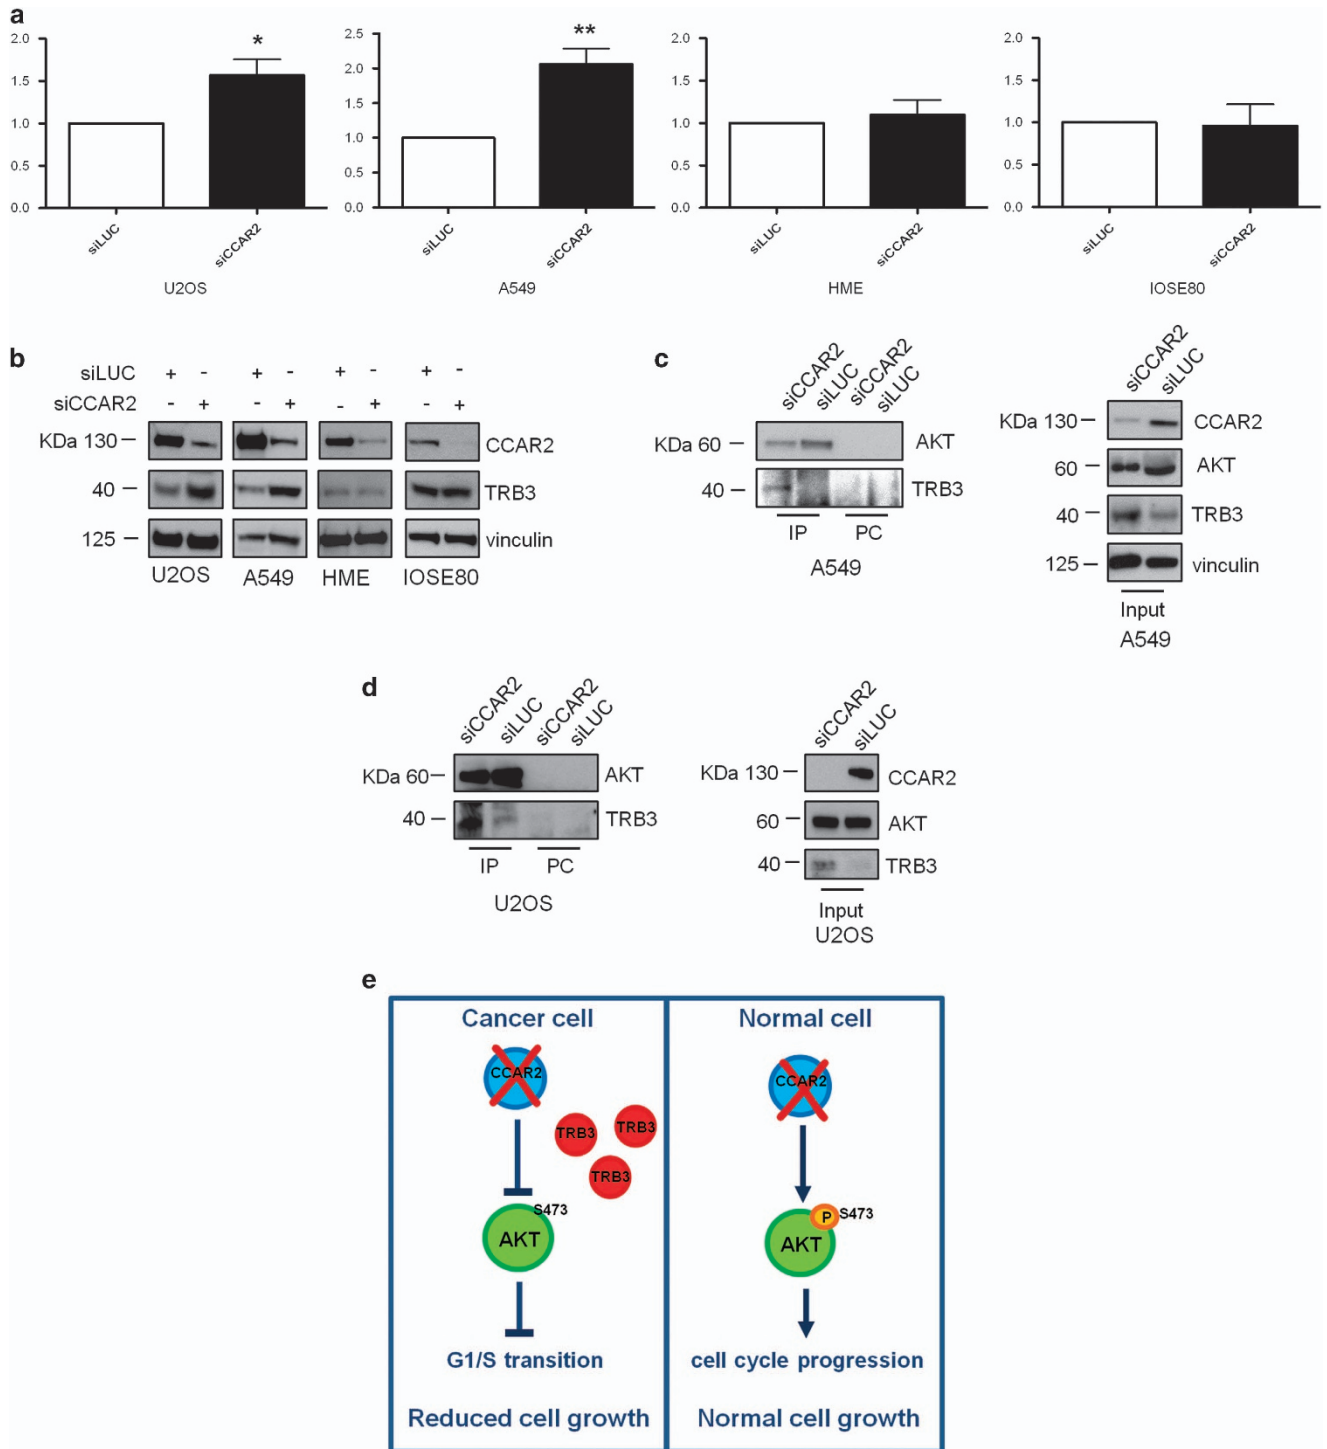 a
2.0
1.5
1.0
0.5
0.0
*
siLUC
siCCAR2
U2OS
2.5
2.0
1.5
1.0
0.5
0.0
**
siLUC
siCCAR2
A549
2.0
1.5
1.0
0.5
0.0
siLUC
siCCAR2
HME
2.0
1.5
1.0
0.5
0.0
siLUC
siCCAR2
IOSE80
b
siLUC + - + - + - + -
siCCAR2 - + - + - + - +
KDa 130 CCAR2
40 TRB3
125 vinculin
U2OS A549 HME IOSE80
c
siCCAR2 siLUC siCCAR2 siLUC
KDa 60 AKT
40 TRB3
IP PC
A549
siCCAR2 siLUC
KDa 130 CCAR2
60 AKT
40 TRB3
125 vinculin
Input
A549
d
siCCAR2 siLUC siCCAR2 siLUC
KDa 60 AKT
40 TRB3
IP PC
U2OS
siCCAR2 siLUC
KDa 130 CCAR2
60 AKT
40 TRB3
Input
U2OS
e
Cancer cell
CCAR2
TRB3
TRB3
TRB3
S473
AKT
G1/S transition
Reduced cell growth
Normal cell
CCAR2
P S473
AKT
cell cycle progression
Normal cell growth